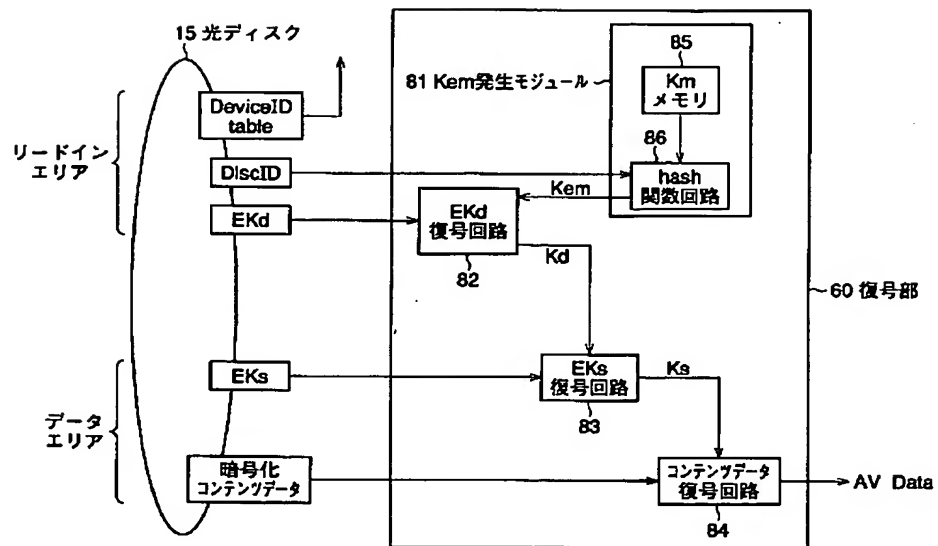 15 光ディスク
85
Km
メモリ
81 Kem発生モジュール
DeviceID
table
リードイン
エリア
86
DiscID
hash
関数回路
Kem
EKd
EKd
復号回路
Kd
82
60 復号部
EKs
EKs
復号回路
Ks
83
データ
エリア
暗号化
コンテンツデータ
コンテンツデータ
復号回路
AV Data
84